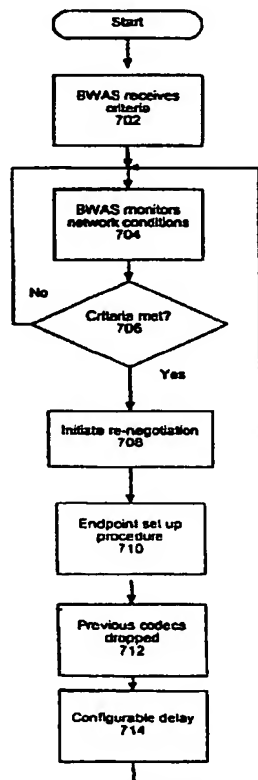 Start
BWAS receives
criteria
702
BWAS monitors
network conditions
704
No
Criteria met?
706
Yes
Initiate re-negotiation
708
Endpoint set up
procedure
710
Previous codecs
dropped
712
Configurable delay
714